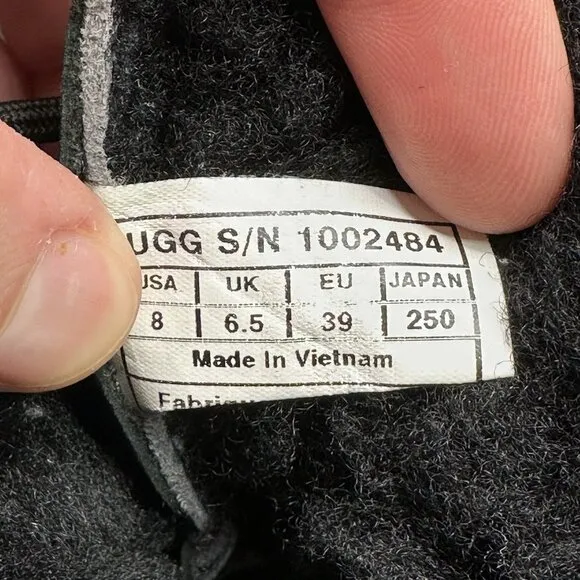 UGG S/N 1002484
USA UK EU JAPAN
8 6.5 39 250
Made In Vietnam